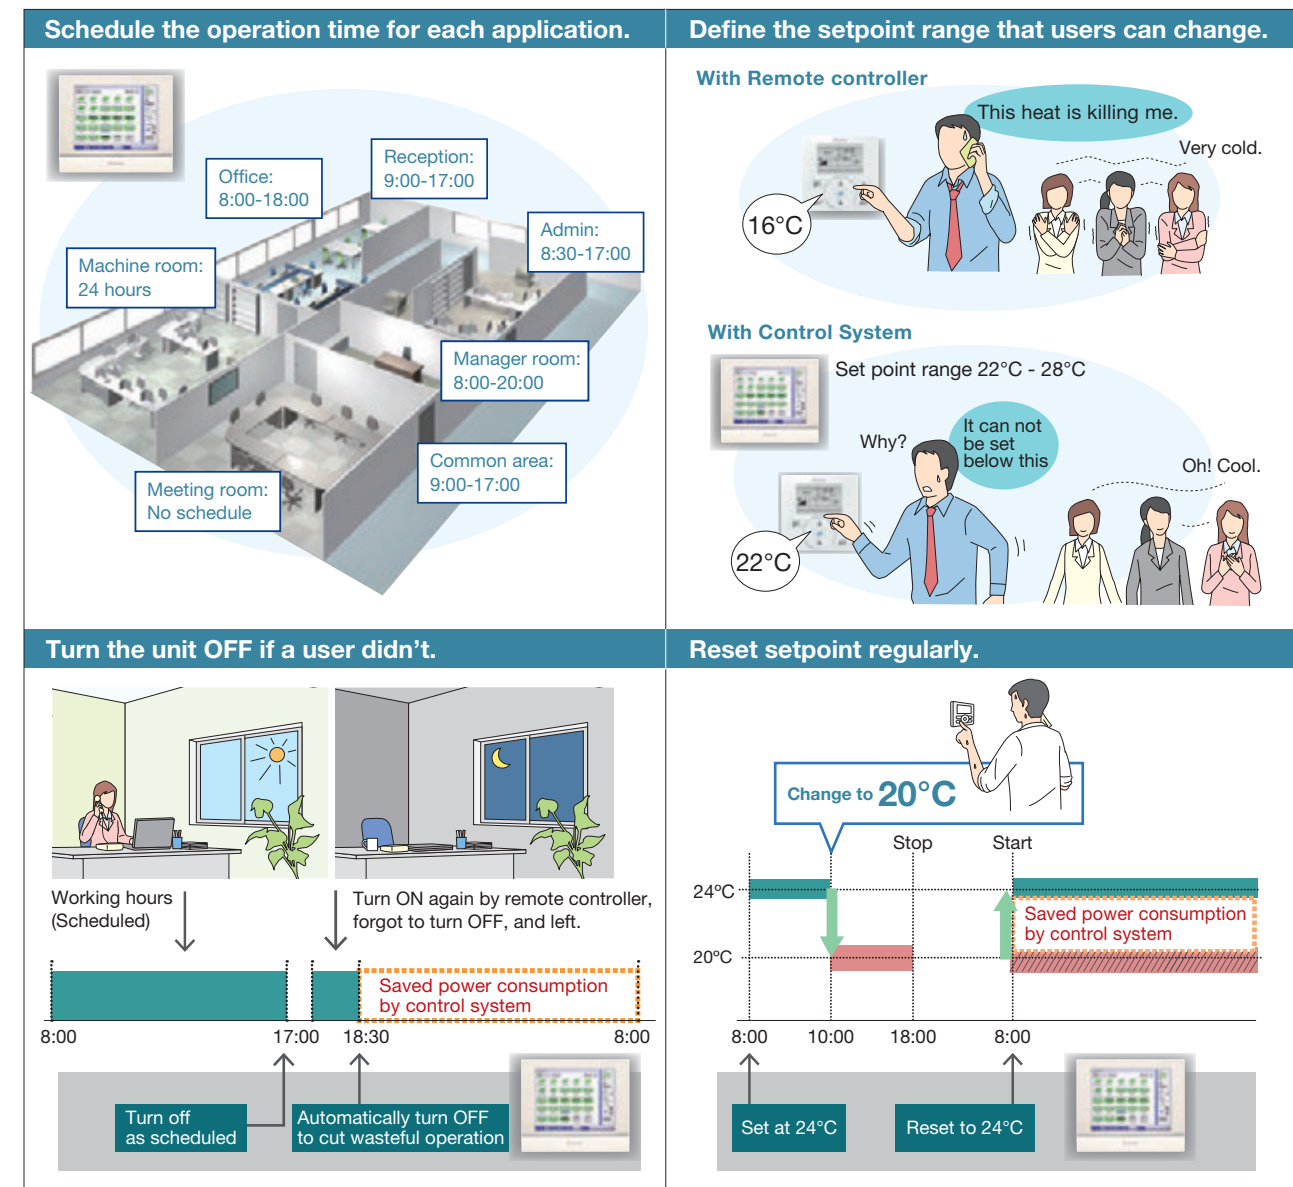 Schedule the operation time for each application.
Reception:
9:00-17:00
Office:
8:00-18:00
Admin:
8:30-17:00
Machine room:
24 hours
Manager room:
8:00-20:00
Common area:
9:00-17:00
Meeting room:
No schedule
Define the setpoint range that users can change.
With Remote controller
This heat is killing me.
Very cold.
16°C
With Control System
Set point range 22°C - 28°C
Why?
It can not
be set
below this
Oh! Cool.
22°C
Turn the unit OFF if a user didn't.
Working hours
(Scheduled)
Turn ON again by remote controller,
forgot to turn OFF, and left.
Saved power consumption
by control system
8:00 17:00 18:30 8:00
Turn off
as scheduled
Automatically turn OFF
to cut wasteful operation
Reset setpoint regularly.
Change to 20°C
Stop Start
24°C
Saved power consumption
by control system
20°C
8:00 10:00 18:00 8:00
Set at 24°C
Reset to 24°C